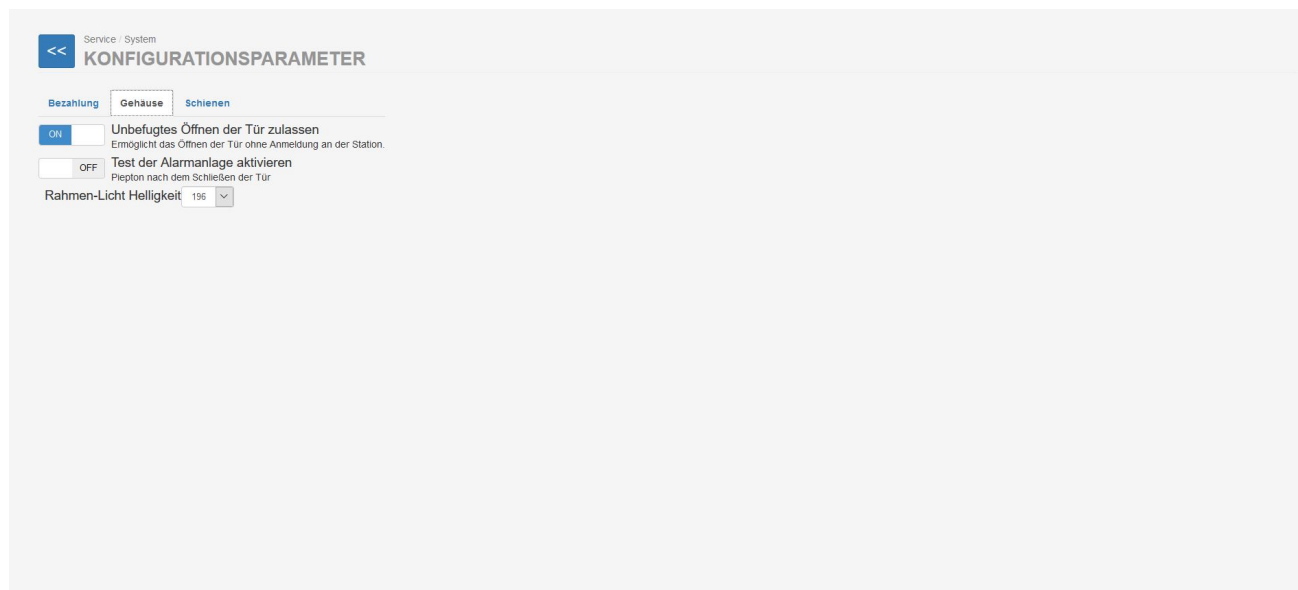 <<
Service / System
KONFIGURATIONSPARAMETER
Bezahlung Gehäuse Schienen
ON Unbefugtes Öffnen der Tür zulassen
Ermöglicht das Öffnen der Tür ohne Anmeldung an der Station.
OFF Test der Alarmanlage aktivieren
Piepton nach dem Schließen der Tür
Rahmen-Licht Helligkeit 196